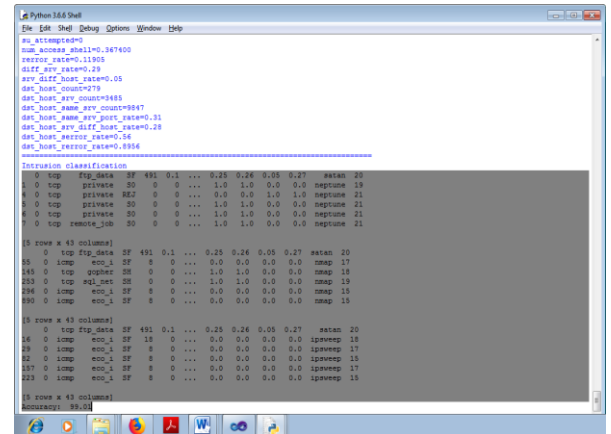 Python 3.6.6 Shell
File Edit Shell Debug Options Window Help
su_attempted=0
num_access_shell=0.367400
rerror_rate=0.11905
diff_srv_rate=0.29
srv_diff_host_rate=0.05
dst_host_count=279
dst_host_srv_count=3485
dst_host_same_srv_count=9847
dst_host_same_srv_port_rate=0.31
dst_host_srv_diff_host_rate=0.28
dst_host_serror_rate=0.56
dst_host_rerror_rate=0.8956
Intrusion classification
0 tcp ftp_data SF 491 0.1 ... 0.25 0.26 0.05 0.27 satan 20
1 0 tcp private S0 0 0 ... 1.0 1.0 0.0 0.0 neptune 19
4 0 tcp private REJ 0 0 ... 0.0 0.0 1.0 1.0 neptune 21
5 0 tcp private S0 0 0 ... 1.0 1.0 0.0 0.0 neptune 21
6 0 tcp private S0 0 0 ... 1.0 1.0 0.0 0.0 neptune 21
7 0 tcp remote_job S0 0 0 ... 1.0 1.0 0.0 0.0 neptune 21
[5 rows x 43 columns]
0 tcp ftp_data SF 491 0.1 ... 0.25 0.26 0.05 0.27 satan 20
55 0 icmp eco_i SF 8 0 ... 0.0 0.0 0.0 0.0 nmap 17
145 0 tcp gopher SH 0 0 ... 1.0 1.0 0.0 0.0 nmap 18
253 0 tcp sql_net SH 0 0 ... 1.0 1.0 0.0 0.0 nmap 19
296 0 icmp eco_i SF 8 0 ... 0.0 0.0 0.0 0.0 nmap 15
890 0 icmp eco_i SF 8 0 ... 0.0 0.0 0.0 0.0 nmap 15
[5 rows x 43 columns]
0 tcp ftp_data SF 491 0.1 ... 0.25 0.26 0.05 0.27 satan 20
16 0 icmp eco_i SF 18 0 ... 0.0 0.0 0.0 0.0 ipsweep 18
29 0 icmp eco_i SF 8 0 ... 0.0 0.0 0.0 0.0 ipsweep 17
82 0 icmp eco_i SF 8 0 ... 0.0 0.0 0.0 0.0 ipsweep 15
157 0 icmp eco_i SF 8 0 ... 0.0 0.0 0.0 0.0 ipsweep 17
223 0 icmp eco_i SF 8 0 ... 0.0 0.0 0.0 0.0 ipsweep 15
[5 rows x 43 columns]
Accuracy: 99.01